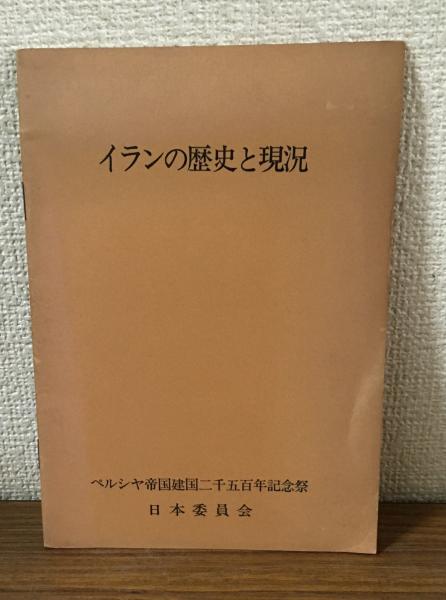 イランの歴史と現況
ペルシヤ帝国建国二千五百年記念祭
日本委員会